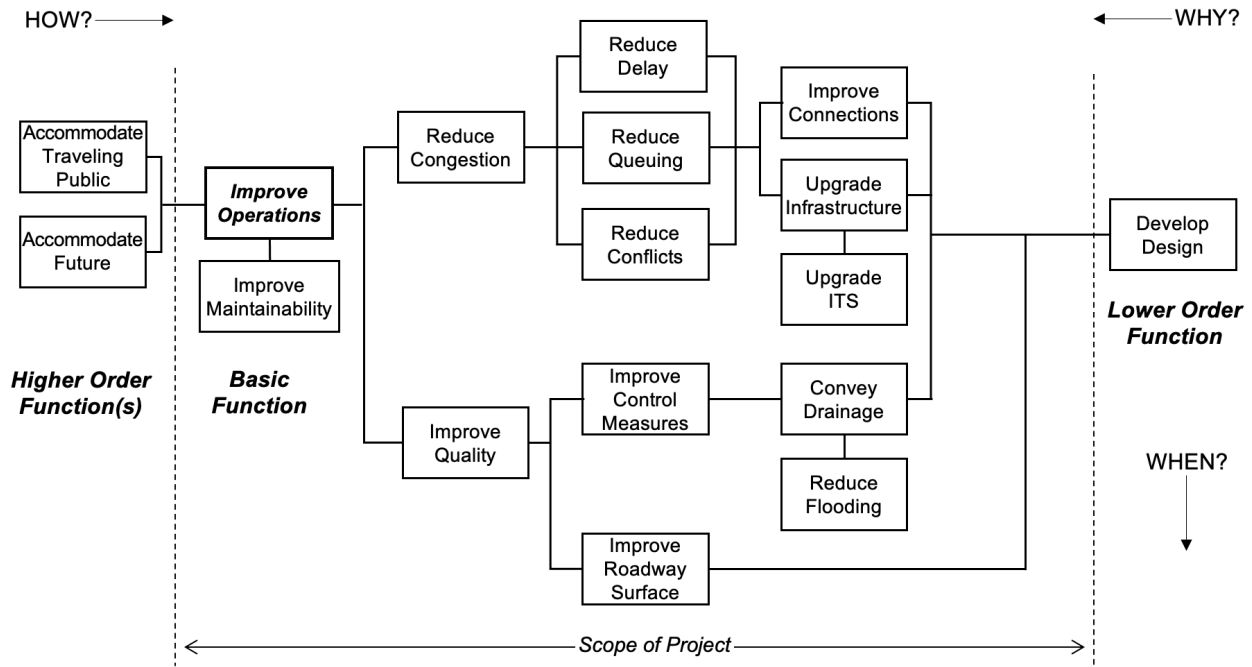 HOW?
WHY?
Accommodate
Traveling
Public
Accommodate
Future
Higher Order
Function(s)
Improve
Operations
Improve
Maintainability
Basic
Function
Reduce
Congestion
Improve
Quality
Reduce
Delay
Reduce
Queuing
Reduce
Conflicts
Improve
Control
Measures
Improve
Roadway
Surface
Improve
Connections
Upgrade
Infrastructure
Upgrade
ITS
Convey
Drainage
Reduce
Flooding
Develop
Design
Lower Order
Function
WHEN?
Scope of Project